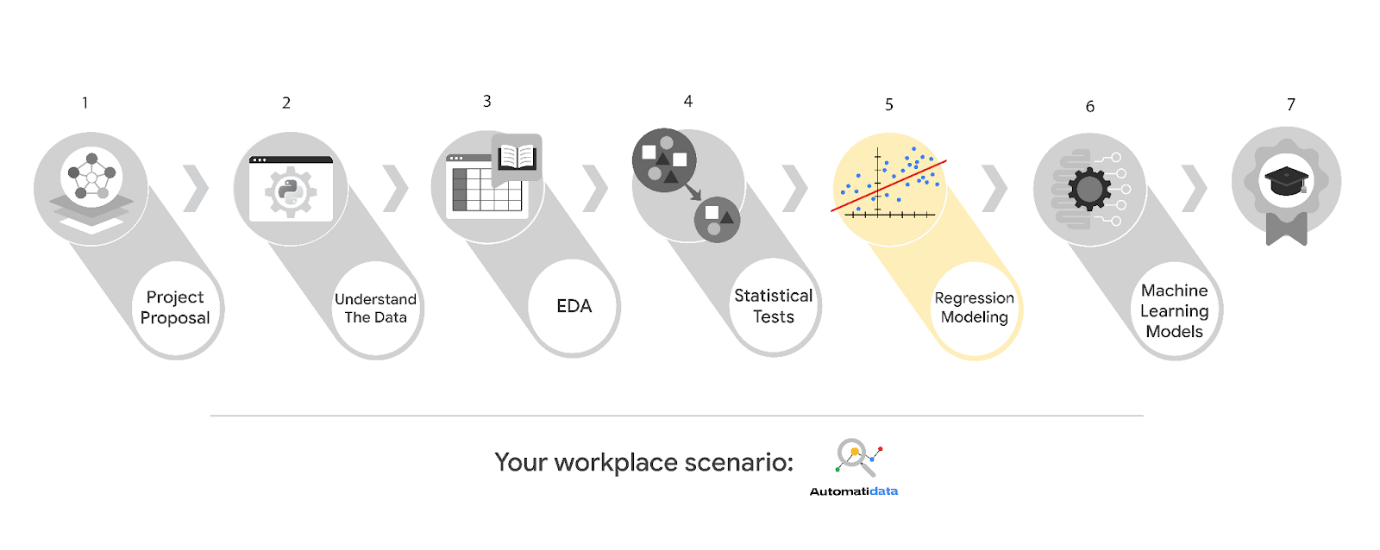 1
2
3
4
5
6
7
Project
Proposal
Understand
The Data
EDA
Statistical
Tests
Regression
Modeling
Machine
Learning
Models
Your workplace scenario:
Automatidata